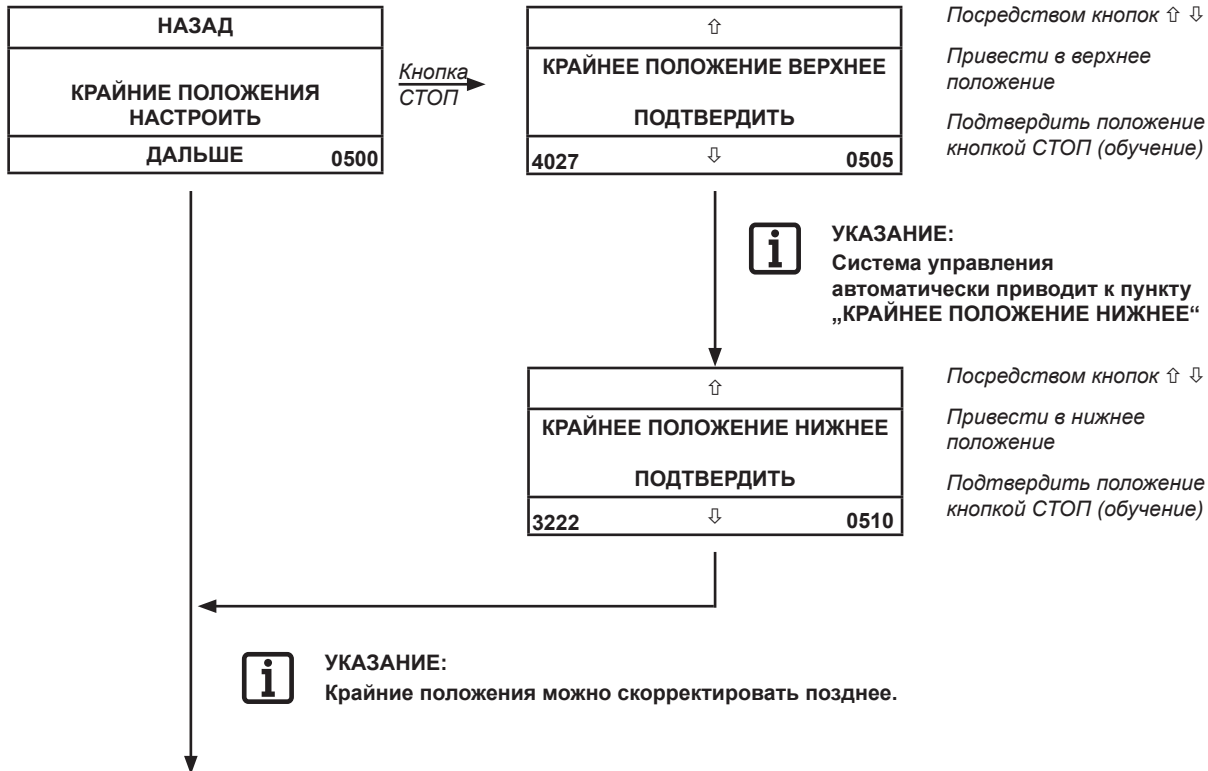 НАЗАД
КРАЙНИЕ ПОЛОЖЕНИЯ
НАСТРОИТЬ
ДАЛЬШЕ 0500
Кнопка
СТОП
⇧
КРАЙНЕЕ ПОЛОЖЕНИЕ ВЕРХНЕЕ
ПОДТВЕРДИТЬ
4027 ⇩ 0505
Посредством кнопок ⇧ ⇩
Привести в верхнее
положение
Подтвердить положение
кнопкой СТОП (обучение)
УКАЗАНИЕ:
Система управления
автоматически приводит к пункту
„КРАЙНЕЕ ПОЛОЖЕНИЕ НИЖНЕЕ“
⇧
КРАЙНЕЕ ПОЛОЖЕНИЕ НИЖНЕЕ
ПОДТВЕРДИТЬ
3222 ⇩ 0510
Посредством кнопок ⇧ ⇩
Привести в нижнее
положение
Подтвердить положение
кнопкой СТОП (обучение)
УКАЗАНИЕ:
Крайние положения можно скорректировать позднее.